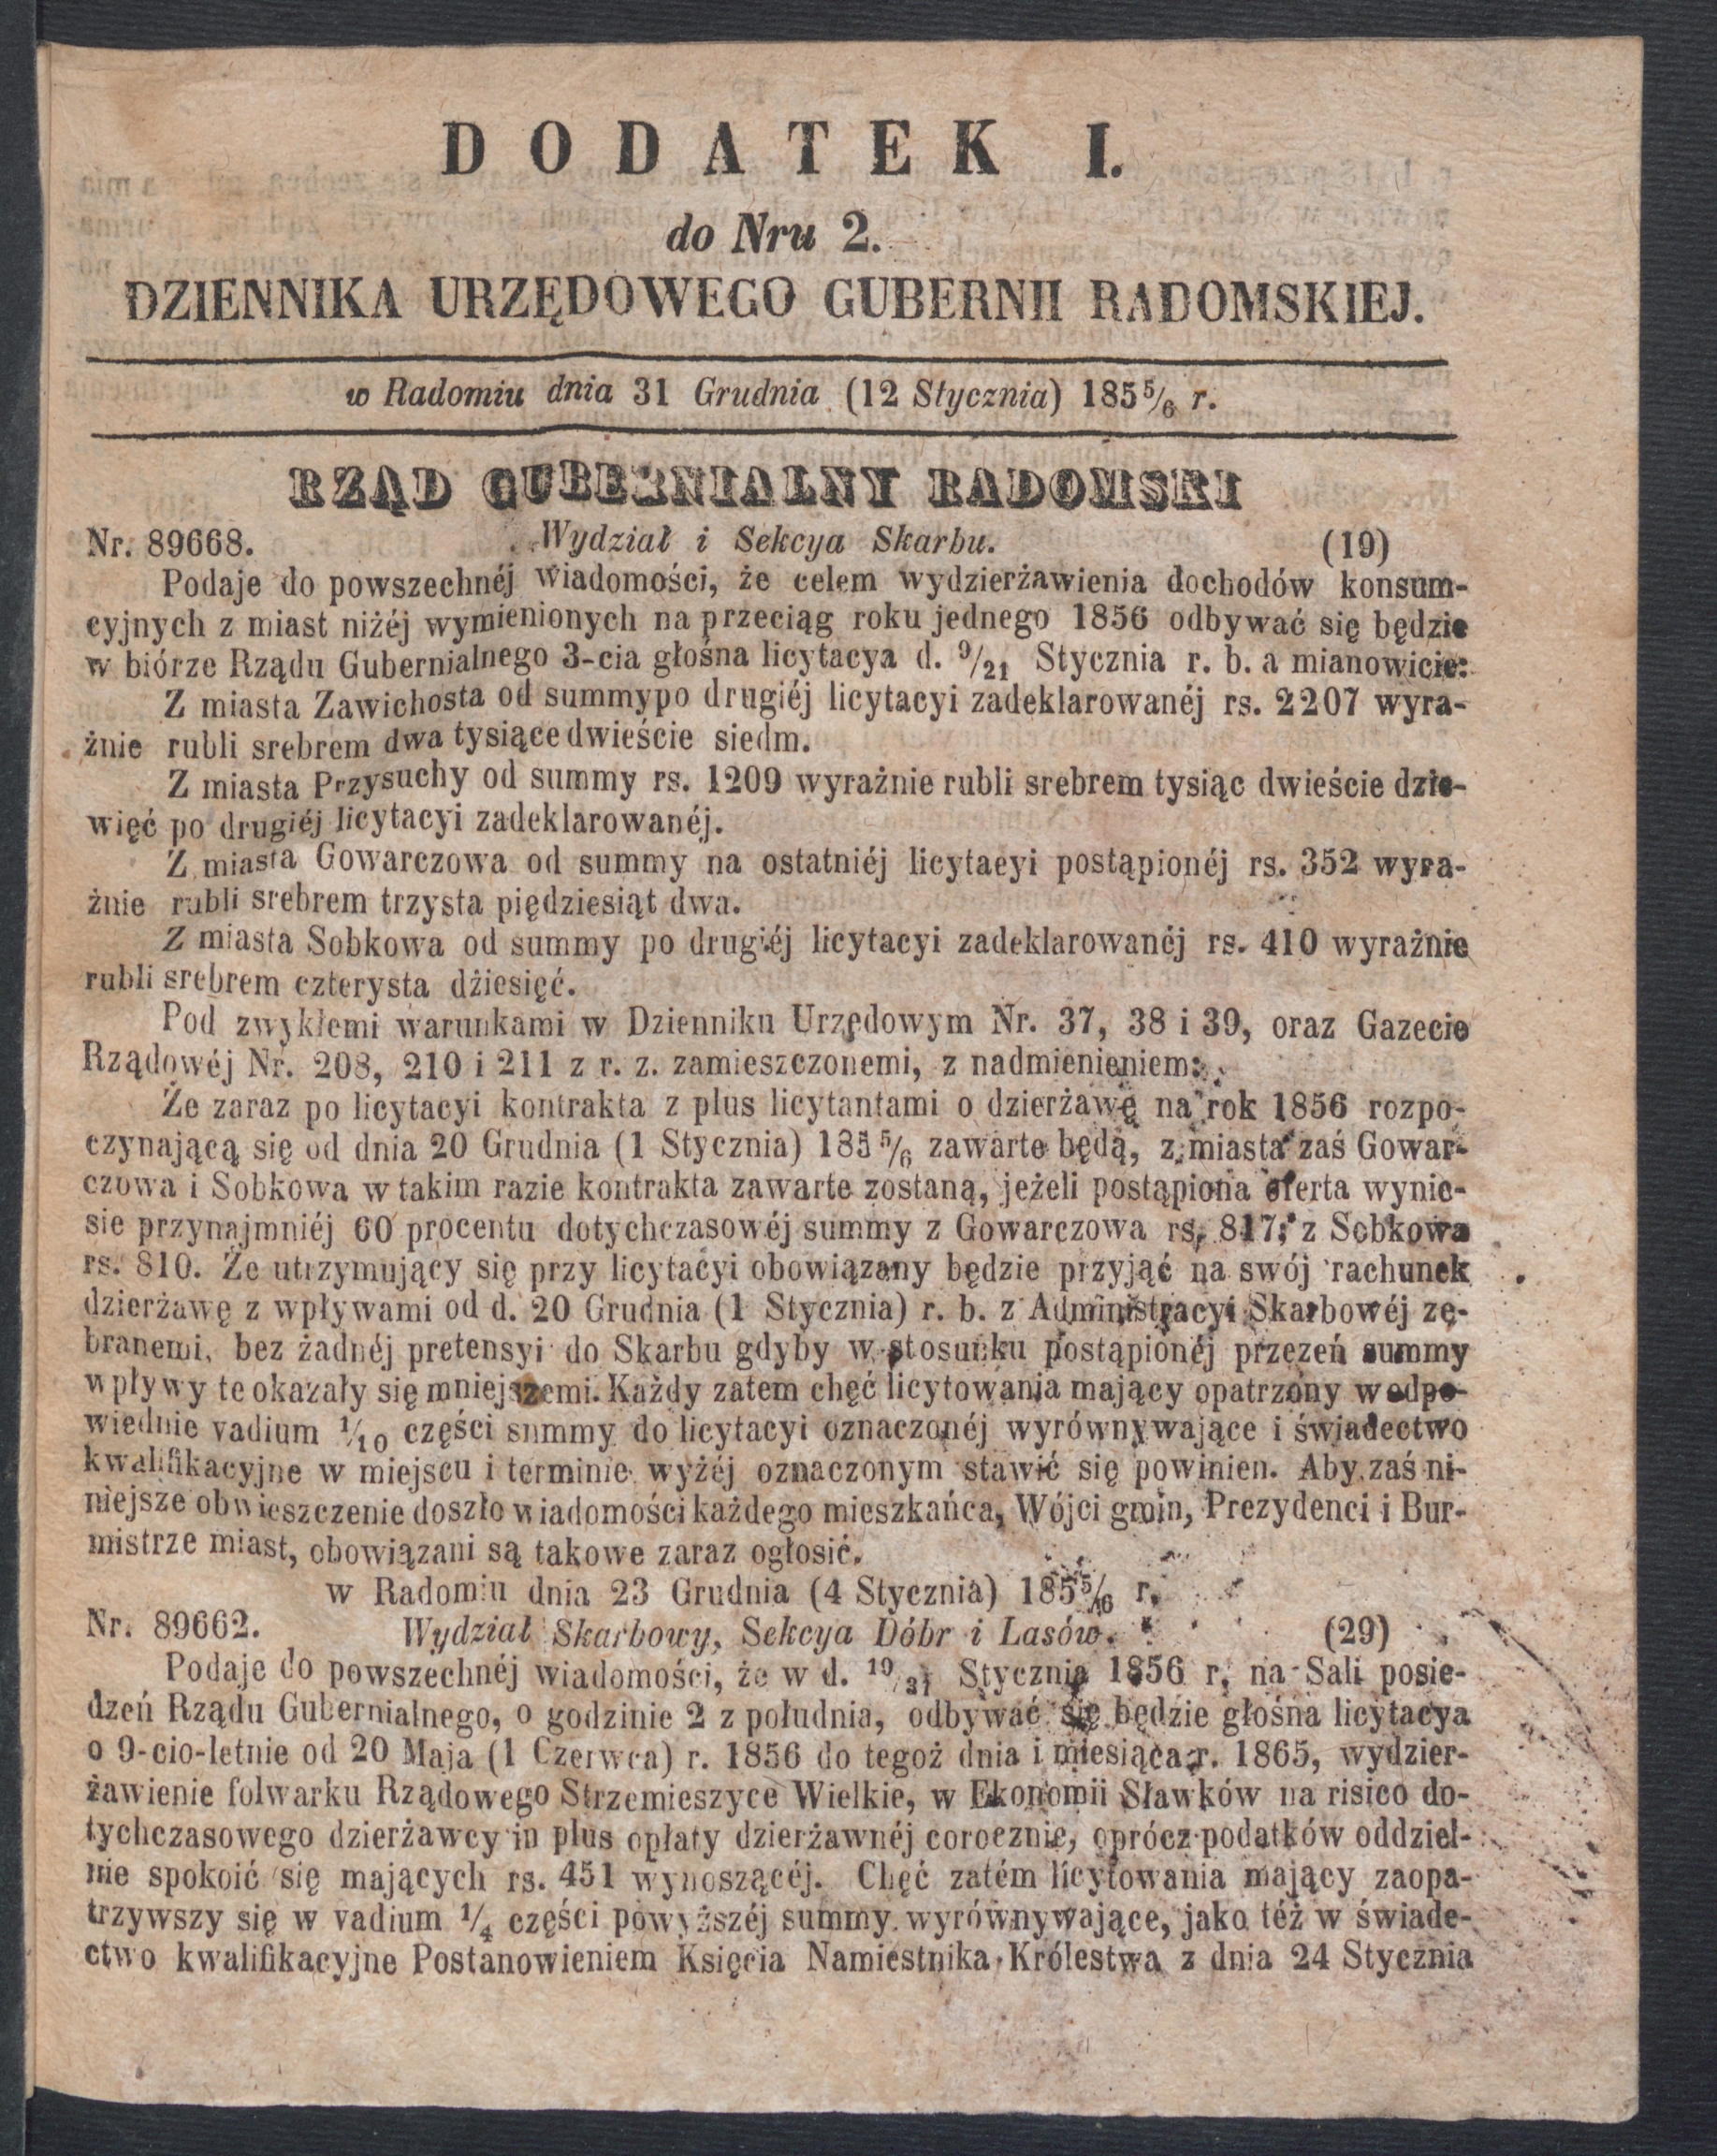 DODATEK I.
do Nru 2.
DZIENNIKA URZĘDOWEGO GUBERNII RADOMSKIEJ.
w Radomiu dnia 31 Grudnia (12 Stycznia) 185 5/6 r.
RZĄD GUBERNIALNY RADOMSKI
Nr. 89668. Wydział i Sekcya Skarbu. (19)
Podaje do powszechnéj wiadomości, że celem wydzierżawienia dochodów konsum-
cyjnych z miast niżéj wymienionych na przeciąg roku jednego 1856 odbywać się będzie
w biórze Rządu Gubernialnego 3-cia głośna licytacya d. 9/21 Stycznia r. b. a mianowicie:
Z miasta Zawichosta od summypo drugiéj licytacyi zadeklarowanéj rs. 2207 wyra-
żnie rubli srebrem dwa tysiące dwieście siedm.
Z miasta Przysuchy od summy rs. 1209 wyrażnie rubli srebrem tysiąc dwieście dzie-
więć po drugiéj licytacyi zadeklarowanéj.
Z miasta Gowarczowa od summy na ostatniéj licytacyi postąpionéj rs. 352 wyra-
żnie rubli srebrem trzysta piędziesiąt dwa.
Z miasta Sobkowa od summy po drugiéj licytacyi zadeklarowanéj rs. 410 wyrażnie
rubli srebrem czterysta dżiesięć.
Pod zwykłemi warunkami w Dzienniku Urzędowym Nr. 37, 38 i 39, oraz Gazecie
Rządowéj Nr. 208, 210 i 211 z r. z. zamieszczonemi, z nadmienieniem:
Że zaraz po licytacyi kontrakta z plus licytantami o dzierżawę na rok 1856 rozpo-
czynającą się od dnia 20 Grudnia (1 Stycznia) 185 5/6 zawarte będą, z miasta zaś Gowar-
czowa i Sobkowa w takim razie kontrakta zawarte zostaną, jeżeli postąpiona oferta wynie-
sie przynajmniéj 60 procentu dotychczasowéj summy z Gowarczowa rs. 817, z Sobkowa
rs. 810. Że utrzymujący się przy licytacyi obowiązany będzie przyjąć na swój rachunek
dzierżawę z wpływami od d. 20 Grudnia (1 Stycznia) r. b. z Administracyi Skarbowéj ze-
branemi, bez żadnéj pretensyi do Skarbu gdyby w stosunku postąpionéj przezeń summy
wpływy te okazały się mniejszemi. Każdy zatem chęć licytowania mający opatrzony w odpo-
wiednie vadium 1/10 części summy do licytacyi oznaczonéj wyrównywające i świadectwo
kwalifikacyjne w miejscu i terminie wyżéj oznaczonym stawić się powinien. Aby zaś ni-
niejsze obwieszczenie doszło wiadomości każdego mieszkańca, Wójci gmin, Prezydenci i Bur-
mistrze miast, obowiązani są takowe zaraz ogłosić.
w Radomiu dnia 23 Grudnia (4 Stycznia) 185 5/6 r.
Nr. 89662. Wydział Skarbowy, Sekcya Dóbr i Lasów. (29)
Podaje do powszechnéj wiadomości, że w d. 19/31 Stycznia 1856 r. na Sali posie-
dzeń Rządu Gubernialnego, o godzinie 2 z południa, odbywać się będzie głośna licytacya
o 9-cio-letnie od 20 Maja (1 Czerwca) r. 1856 do tegoż dnia i miesiąca r. 1865, wydzier-
żawienie folwarku Rządowego Strzemieszyce Wielkie, w Ekonomii Sławków na risico do-
tychczasowego dzierżawcy in plus opłaty dzierżawnéj corocznie, oprócz podatków oddziel-
nie spokoić się mających rs. 451 wynoszącéj. Chęć zatém licytowania mający zaopa-
trzywszy się w vadium 1/4 części powyższéj summy wyrównywające, jako téż w świade-
ctwo kwalifikacyjne Postanowieniem Księcia Namiestnika Królestwa z dnia 24 Stycznia